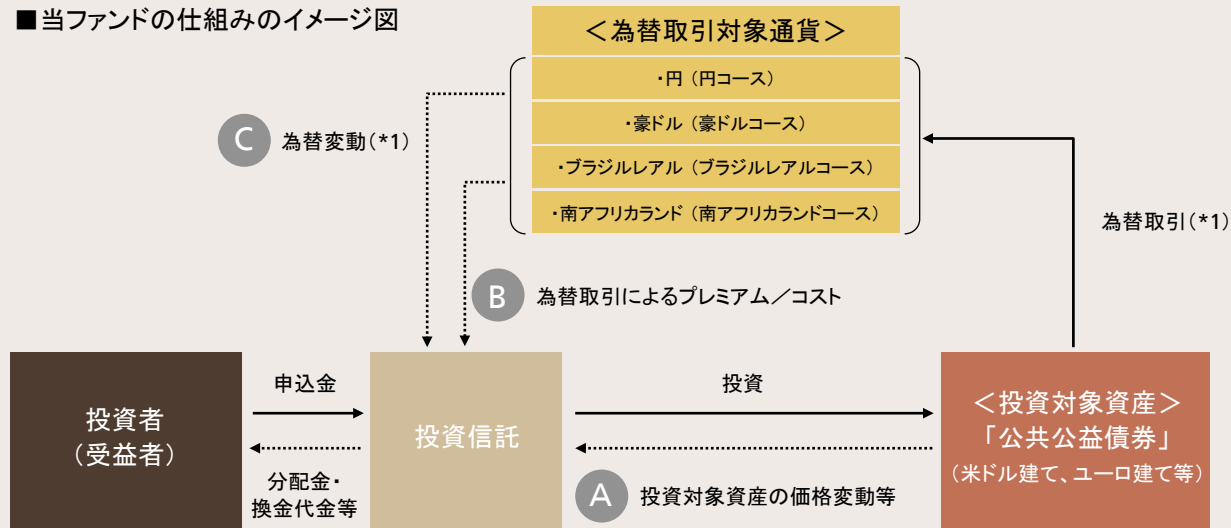 ■当ファンドの仕組みのイメージ図
＜為替取引対象通貨＞
・円（円コース）
・豪ドル（豪ドルコース）
・ブラジルレアル（ブラジルレアルコース）
・南アフリカランド（南アフリカランドコース）
C 為替変動（*1）
為替取引（*1）
B 為替取引によるプレミアム／コスト
投資者
（受益者）
申込金
分配金・
換金代金等
投資信託
投資
A 投資対象資産の価格変動等
＜投資対象資産＞
「公共公益債券」
（米ドル建て、ユーロ建て等）